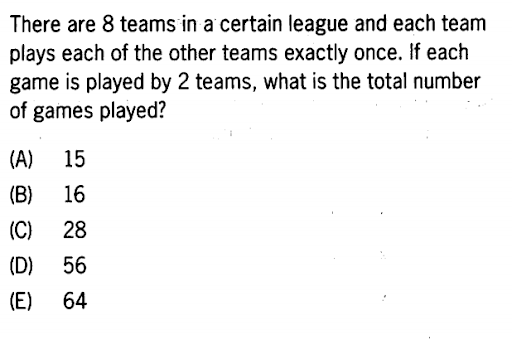 There are 8 teams in a certain league and each team
plays each of the other teams exactly once. If each
game is played by 2 teams, what is the total number
of games played?
(A) 15
(B) 16
(C) 28
(D) 56
(E) 64